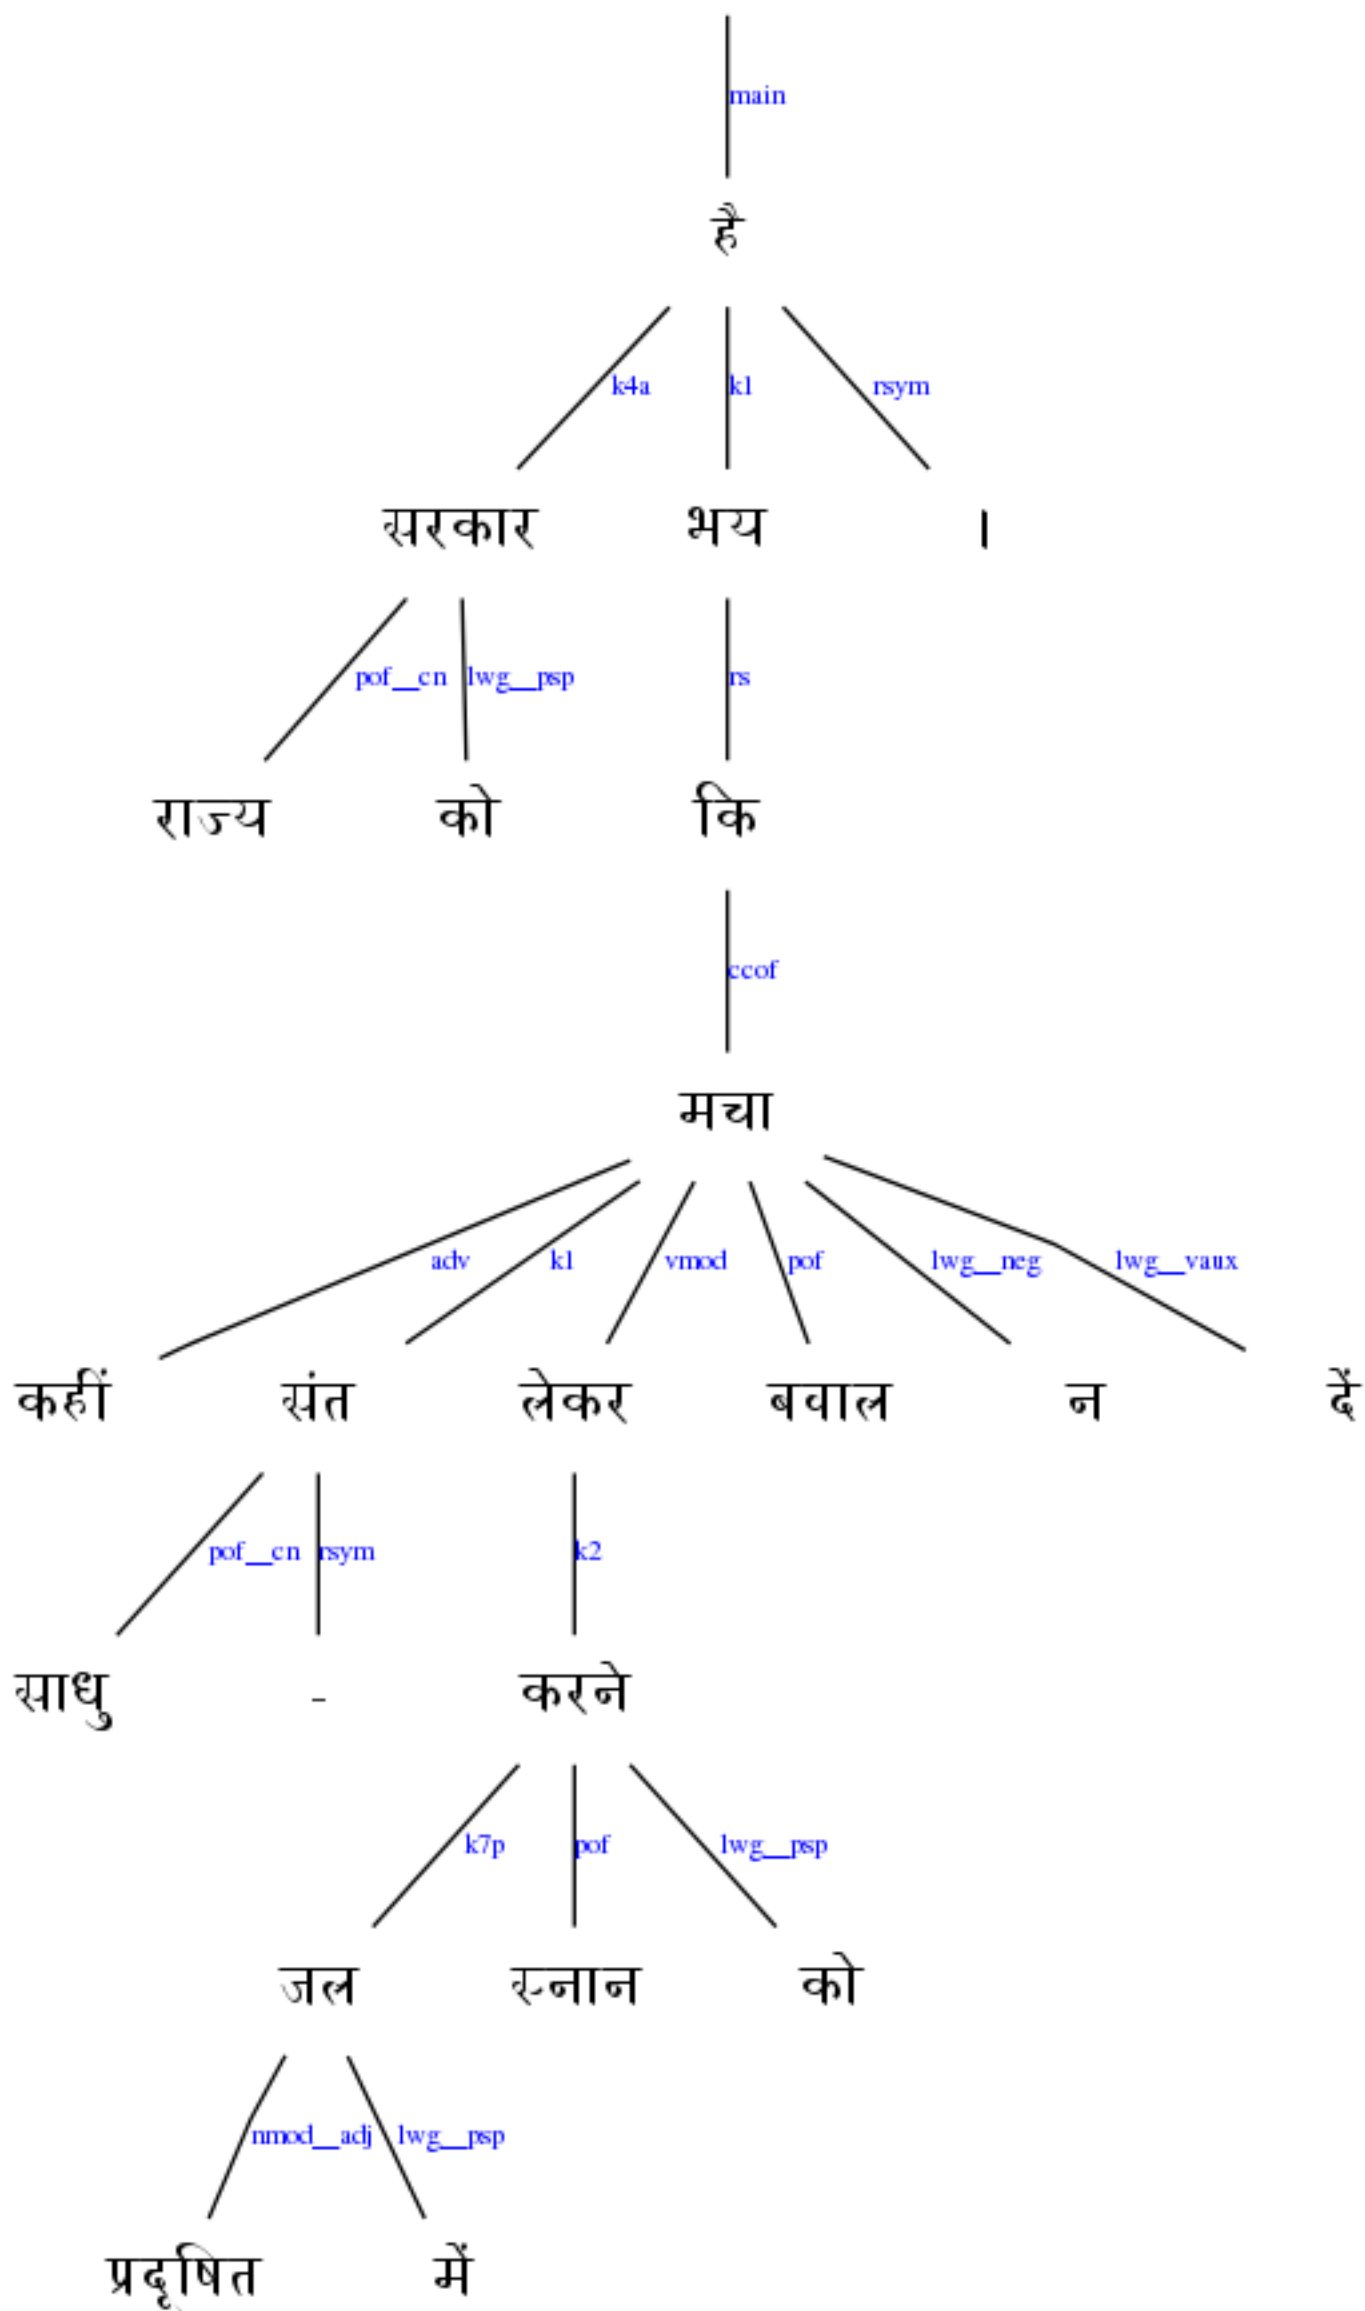 main
है
k4a k1 rsym
सरकार भय ।
pof__cn lwg__psp rs
राज्य को कि
ccof
मचा
adv k1 vmod pof lwg__neg lwg__vaux
कहीं संत लेकर बवाल न दें
pof__cn rsym k2
साधु - करने
k7p pof lwg__psp
जल स्नान को
nmod__adj lwg__psp
प्रदूषित में